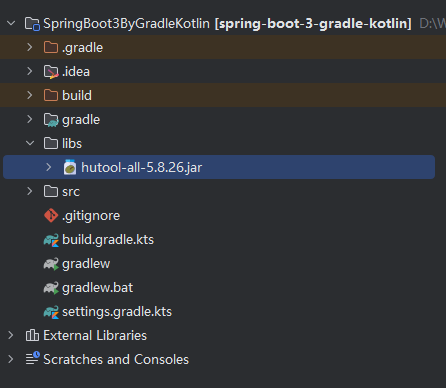 SpringBoot3ByGradleKotlin [spring-boot-3-gradle-kotlin] D:\W
.gradle
.idea
build
gradle
libs
hutool-all-5.8.26.jar
src
.gitignore
build.gradle.kts
gradlew
gradlew.bat
settings.gradle.kts
External Libraries
Scratches and Consoles